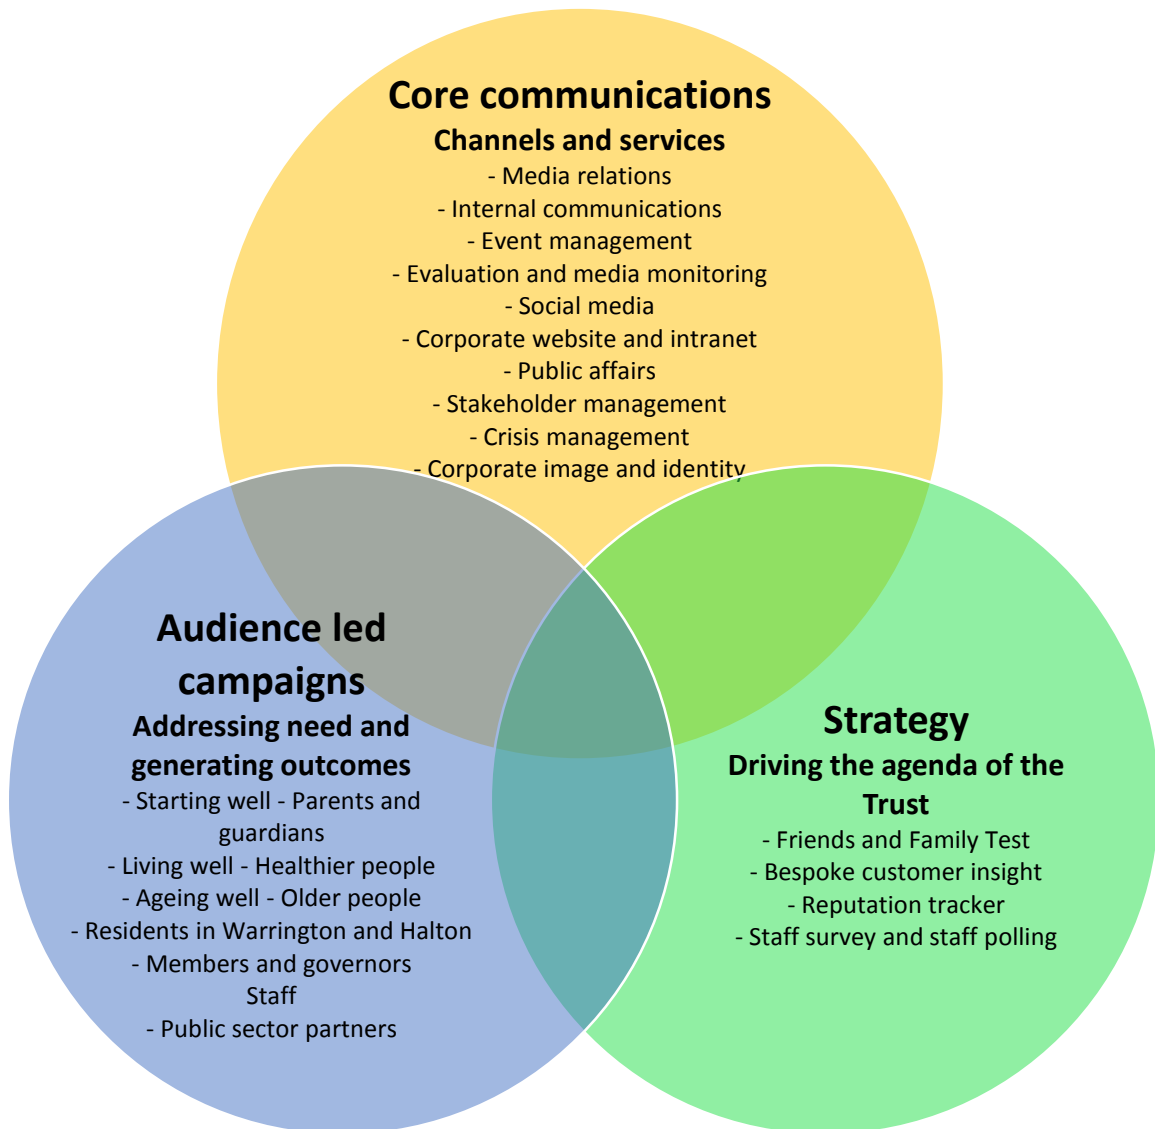 Core communications
Channels and services
- Media relations
- Internal communications
- Event management
- Evaluation and media monitoring
- Social media
- Corporate website and intranet
- Public affairs
- Stakeholder management
- Crisis management
- Corporate image and identity
Audience led
campaigns
Addressing need and
generating outcomes
- Starting well - Parents and
guardians
- Living well - Healthier people
- Ageing well - Older people
- Residents in Warrington and Halton
- Members and governors
Staff
- Public sector partners
Strategy
Driving the agenda of the
Trust
- Friends and Family Test
- Bespoke customer insight
- Reputation tracker
- Staff survey and staff polling